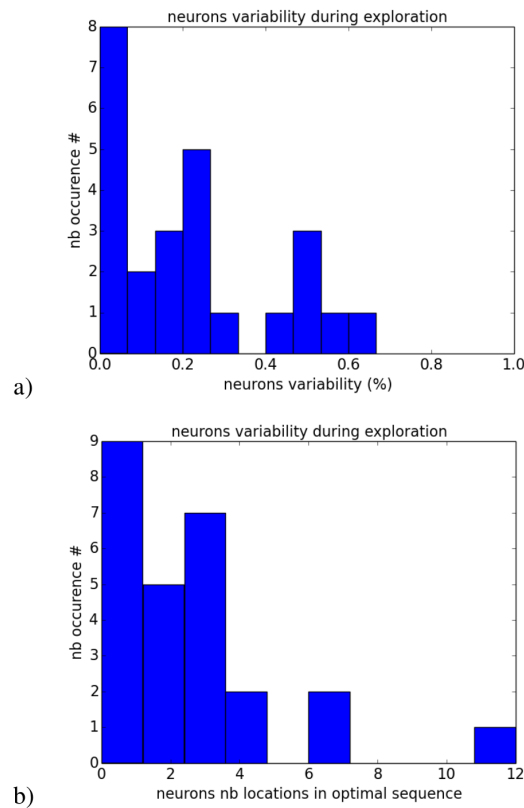 neurons variability during exploration
8
7
6
5
4
3
2
1
0
nb occurence #
0.0 0.2 0.4 0.6 0.8 1.0
neurons variability (%)
a)
neurons variability during exploration
9
8
7
6
5
4
3
2
1
0
nb occurence #
0 2 4 6 8 10 12
neurons nb locations in optimal sequence
b)